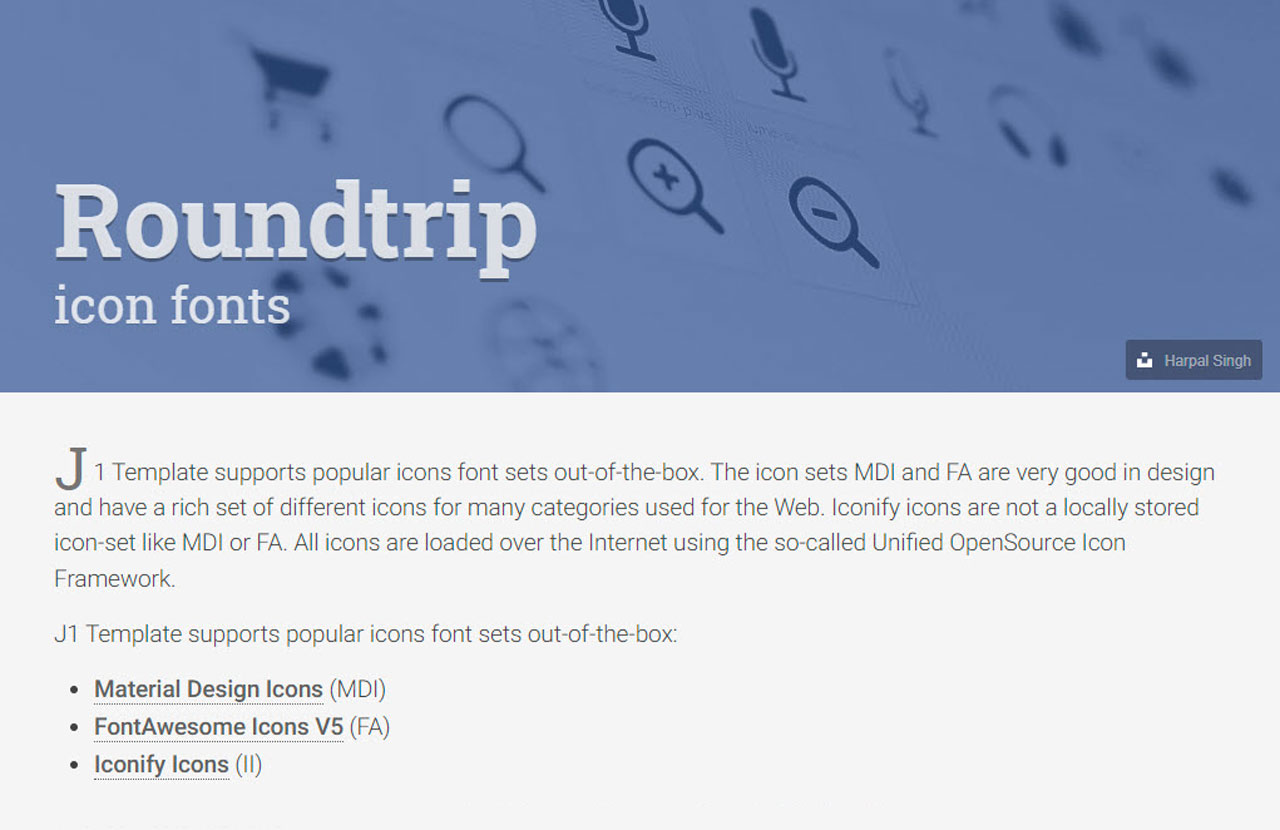 Roundtrip
icon fonts
Harpal Singh
J1 Template supports popular icons font sets out-of-the-box. The icon sets MDI and FA are very good in design
and have a rich set of different icons for many categories used for the Web. Iconify icons are not a locally stored
icon-set like MDI or FA. All icons are loaded over the Internet using the so-called Unified OpenSource Icon
Framework.
J1 Template supports popular icons font sets out-of-the-box:
• Material Design Icons (MDI)
• FontAwesome Icons V5 (FA)
• Iconify Icons (II)